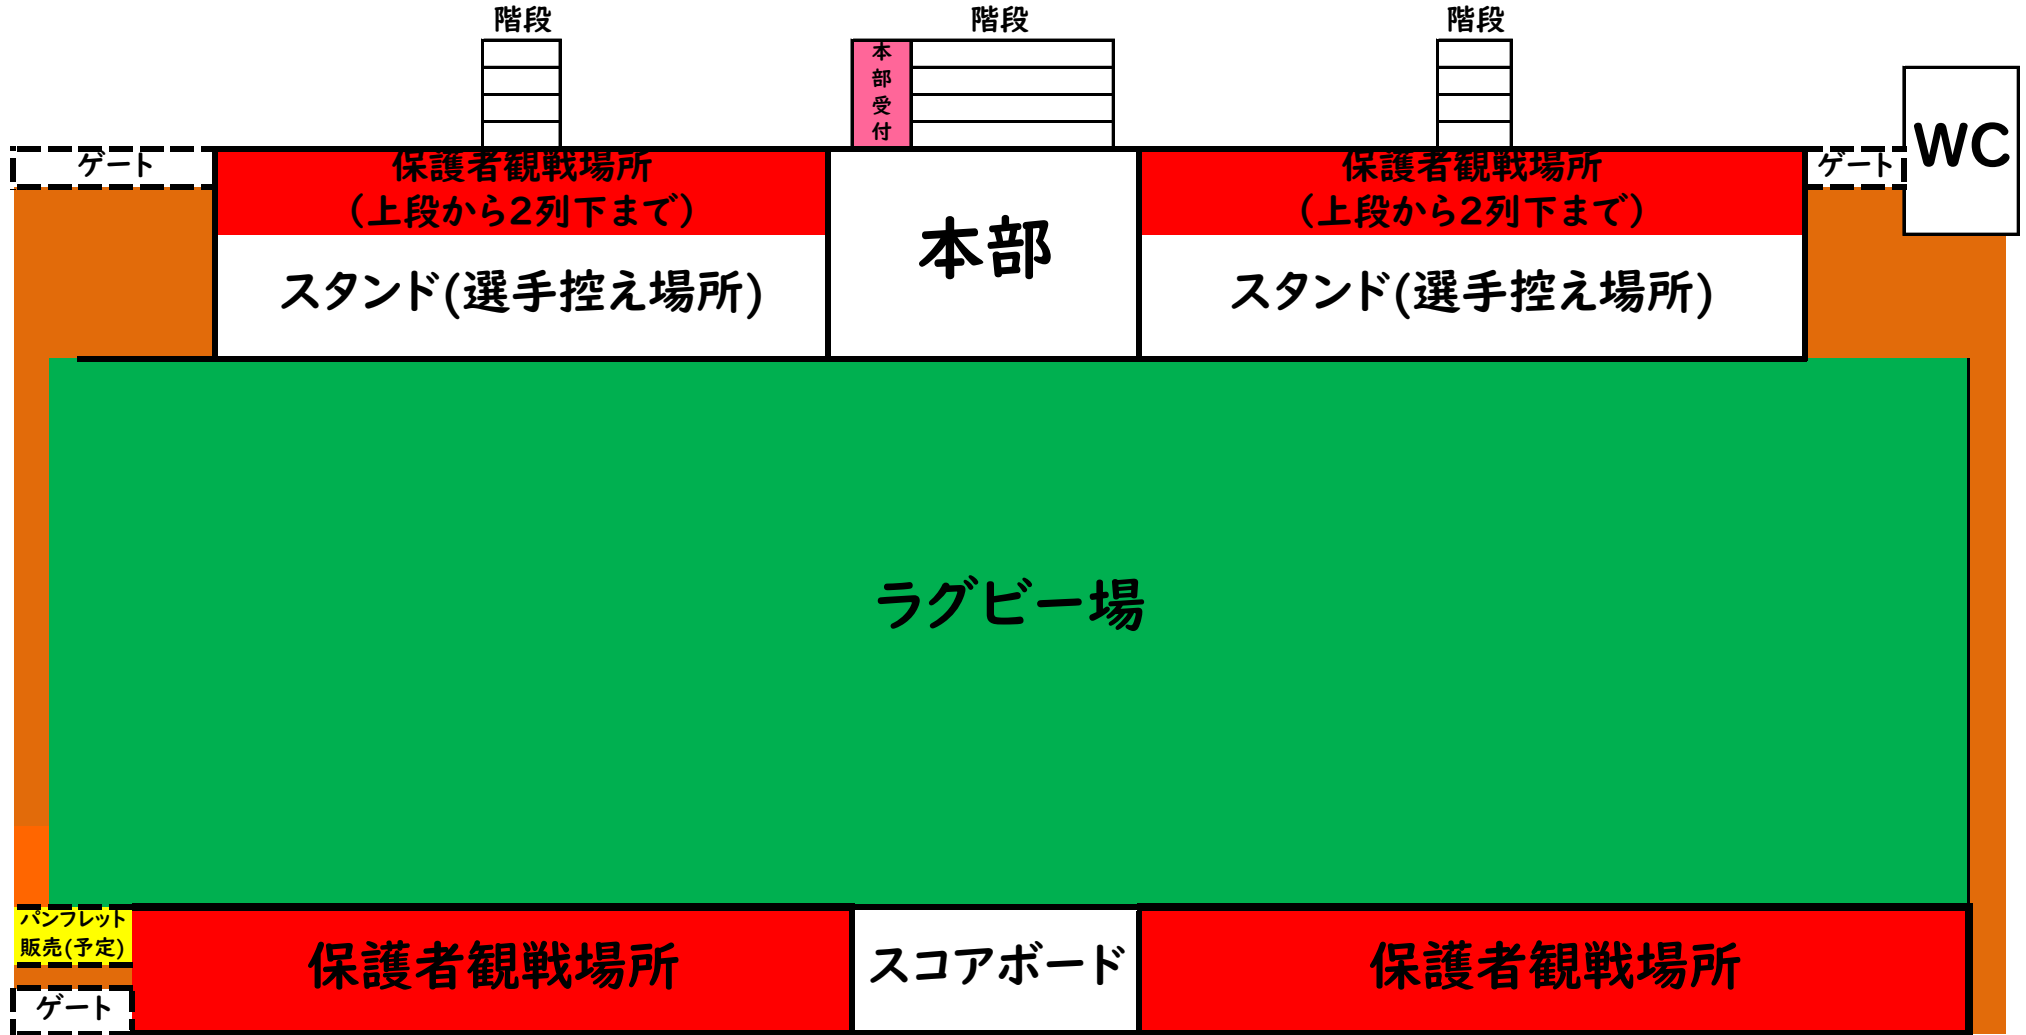 階段
階段
階段
本部受付
WC
ゲート
保護者観戦場所
(上段から2列下まで)
スタンド(選手控え場所)
本部
保護者観戦場所
(上段から2列下まで)
スタンド(選手控え場所)
ゲート
ラグビー場
パンフレット
販売(予定)
ゲート
保護者観戦場所
スコアボード
保護者観戦場所